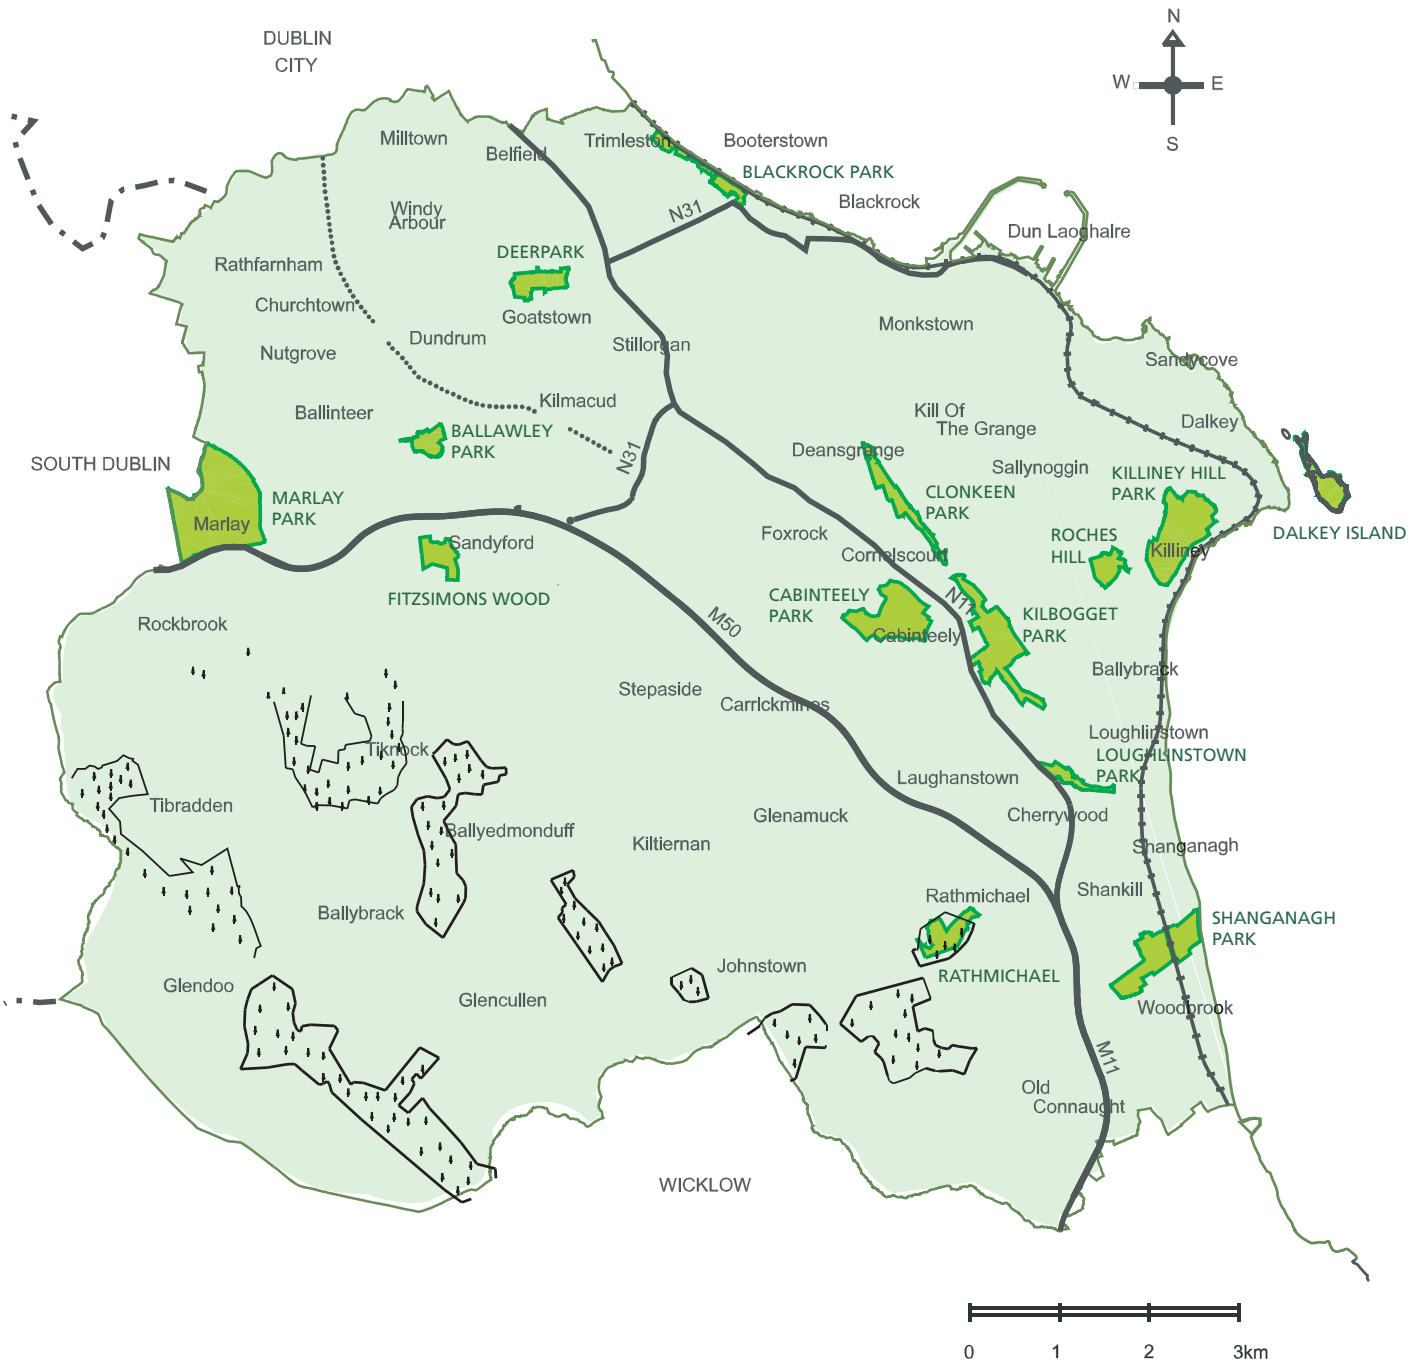 N
DUBLIN
CITY
W
E
S
Milltown
Belfield
Trimleston
Booterstown
BLACKROCK PARK
Blackrock
Windy
Arbour
N31
Dun Laoghalre
DEERPARK
Rathfarnham
Churchtown
Goatstown
Monkstown
Dundrum
Stillorgan
Nutgrove
Sandycove
Kilmacud
Ballinteer
Kill Of
The Grange
Dalkey
BALLAWLEY
PARK
N31
Deansgrange
SOUTH DUBLIN
Sallynoggin
KILLINEY HILL
PARK
MARLAY
PARK
CLONKEEN
PARK
Marlay
Foxrock
ROCHES
HILL
DALKEY ISLAND
Sandyford
Cornelscourt
Killiney
FITZSIMONS WOOD
CABINTEELY
PARK
N11
KILBOGGET
PARK
Rockbrook
M50
Cabinteely
Ballybrack
Stepaside
Carrlckmines
Loughlinstown
Tiknock
LOUGHLINSTOWN
PARK
Laughanstown
Tibradden
Glenamuck
Cherrywood
Ballyedmonduff
Kiltiernan
Shanganagh
Rathmichael
Shankill
Ballybrack
SHANGANAGH
PARK
Johnstown
RATHMICHAEL
Glendoo
Glencullen
Woodbrook
M11
Old
Connaught
WICKLOW
0
1
2
3km